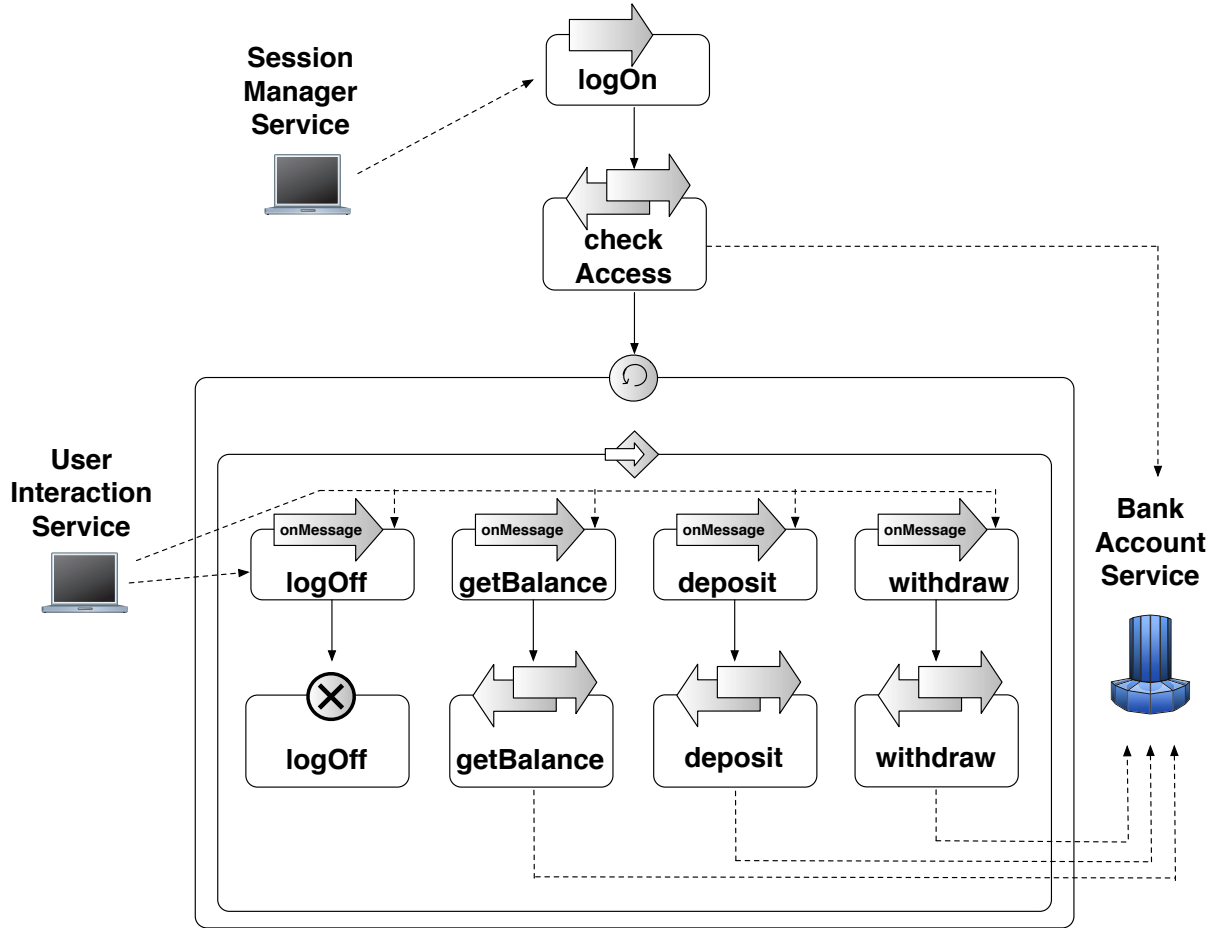 Session
Manager
Service
logOn
check
Access
User
Interaction
Service
onMessage
logOff
onMessage
getBalance
onMessage
deposit
onMessage
withdraw
Bank
Account
Service
logOff
getBalance
deposit
withdraw